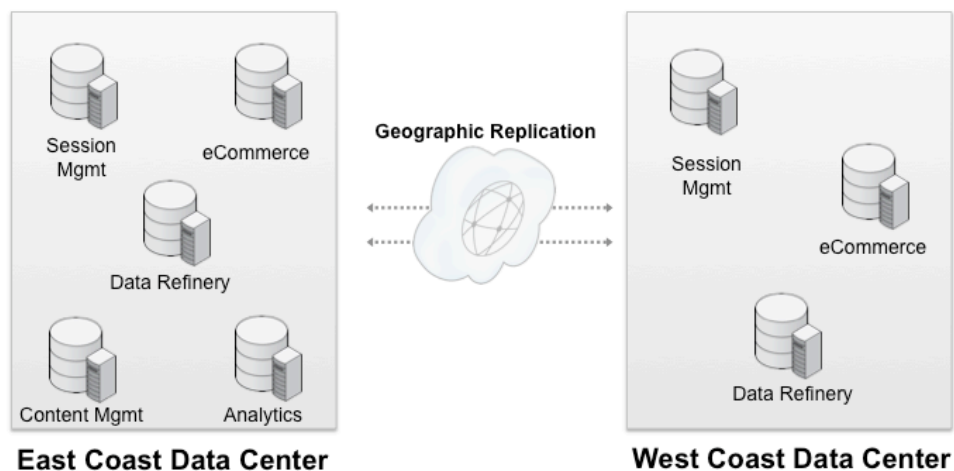 Session
Mgmt
eCommerce
Data Refinery
Content Mgmt
Analytics
East Coast Data Center
Geographic Replication
Session
Mgmt
eCommerce
Data Refinery
West Coast Data Center